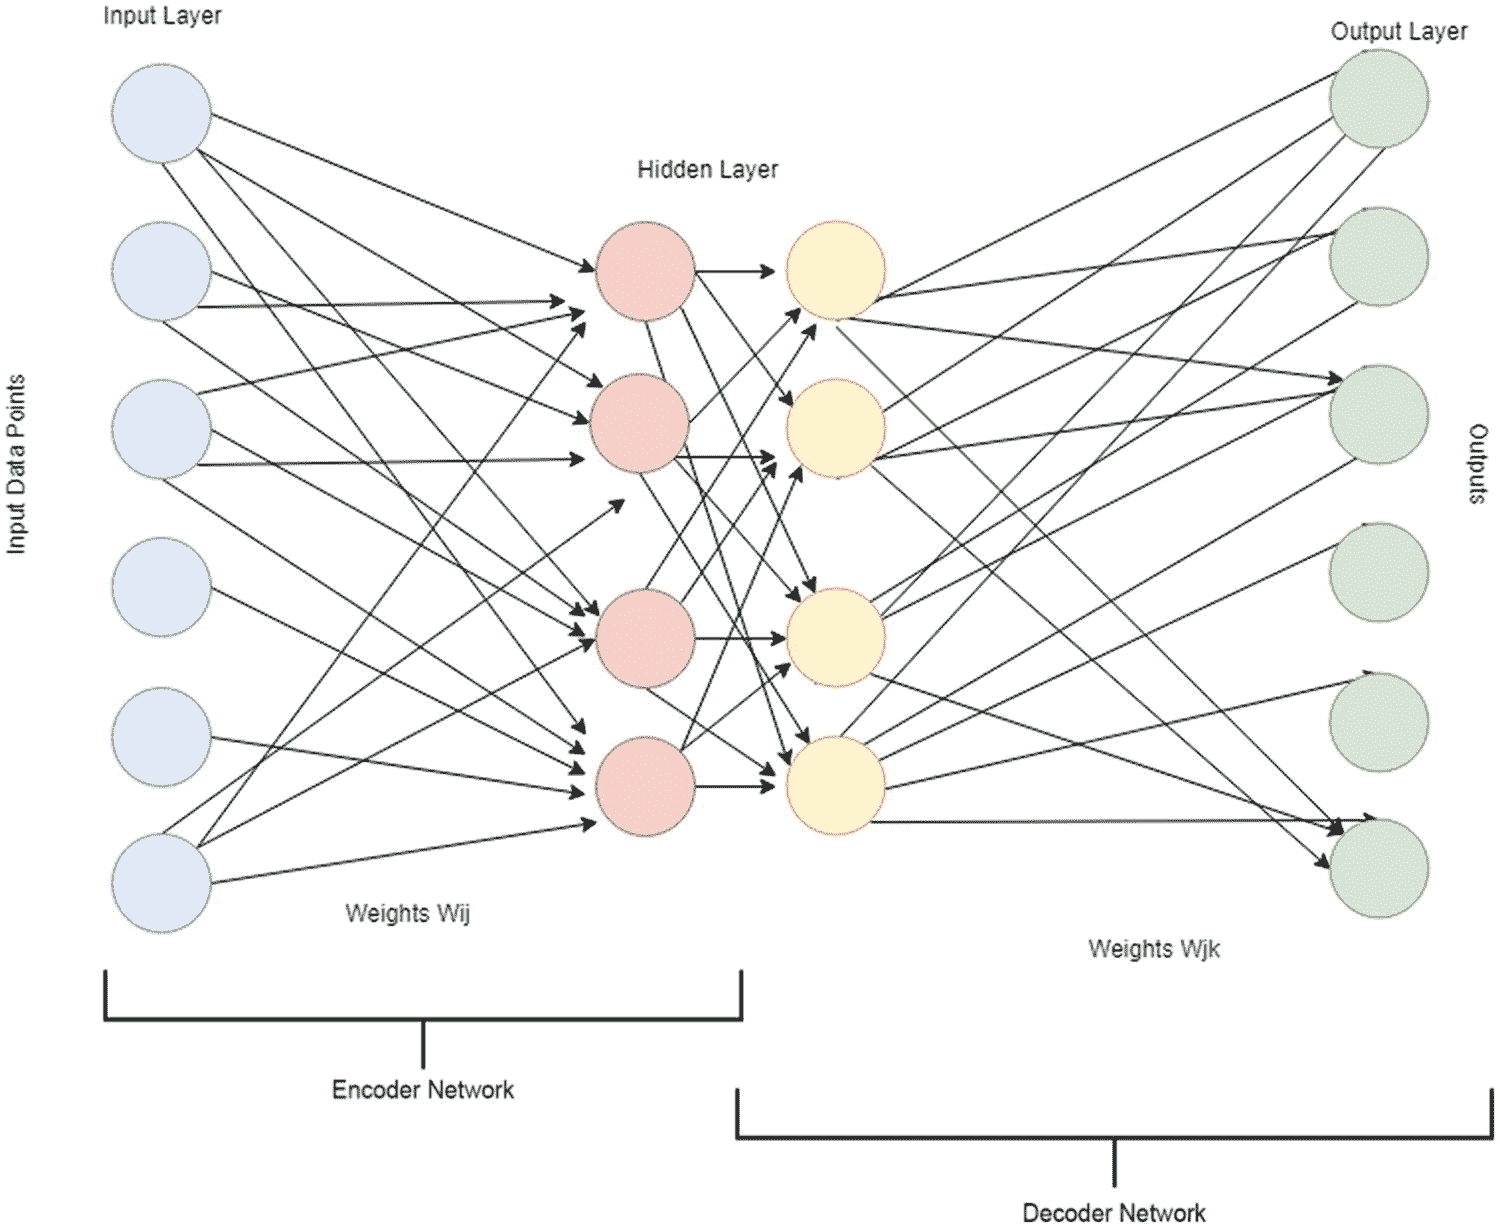 Input Layer
Output Layer
Hidden Layer
Input Data Points
Outputs
Weights Wij
Weights Wjk
Encoder Network
Decoder Network